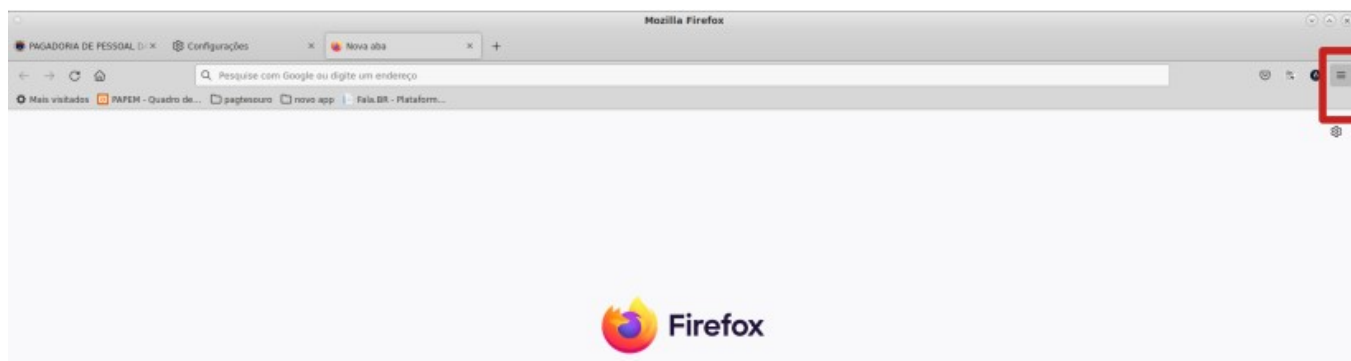 Mozilla Firefox
PAGADORIA DE PESSOAL D Configurações Nova aba
Pesquise com Google ou digite um endereço
Mais visitados PAPEM - Quadro de... pagtesouro novo app Fala.BR - Plataform...
Firefox